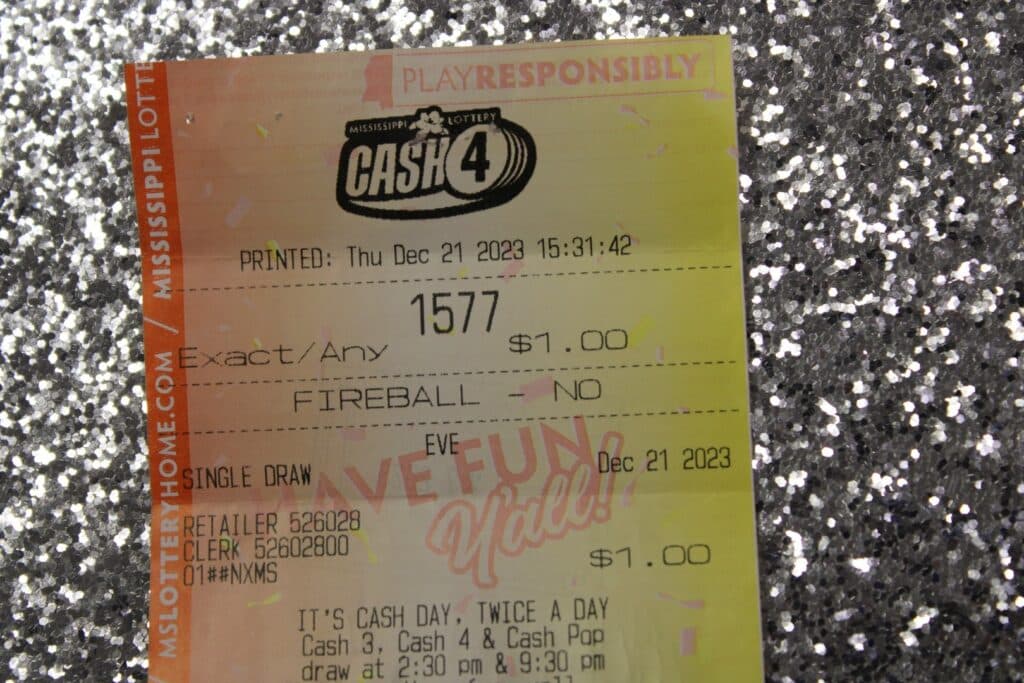 PLAYRESPONSIBLY
MISSISSIPPI LOTTERY
CASH 4
PRINTED: Thu Dec 21 2023 15:31:42
1577
Exact/Any $1.00
FIREBALL - NO
EVE
SINGLE DRAW Dec 21 2023
HAVE FUN
Y'all!
RETAILER 526028
CLERK 52602800
01##NXMS
$1.00
IT'S CASH DAY, TWICE A DAY
Cash 3, Cash 4 & Cash Pop
draw at 2:30 pm & 9:30 pm
MSLOTTERYHOME.COM / MISSISSIPPI LOTTE